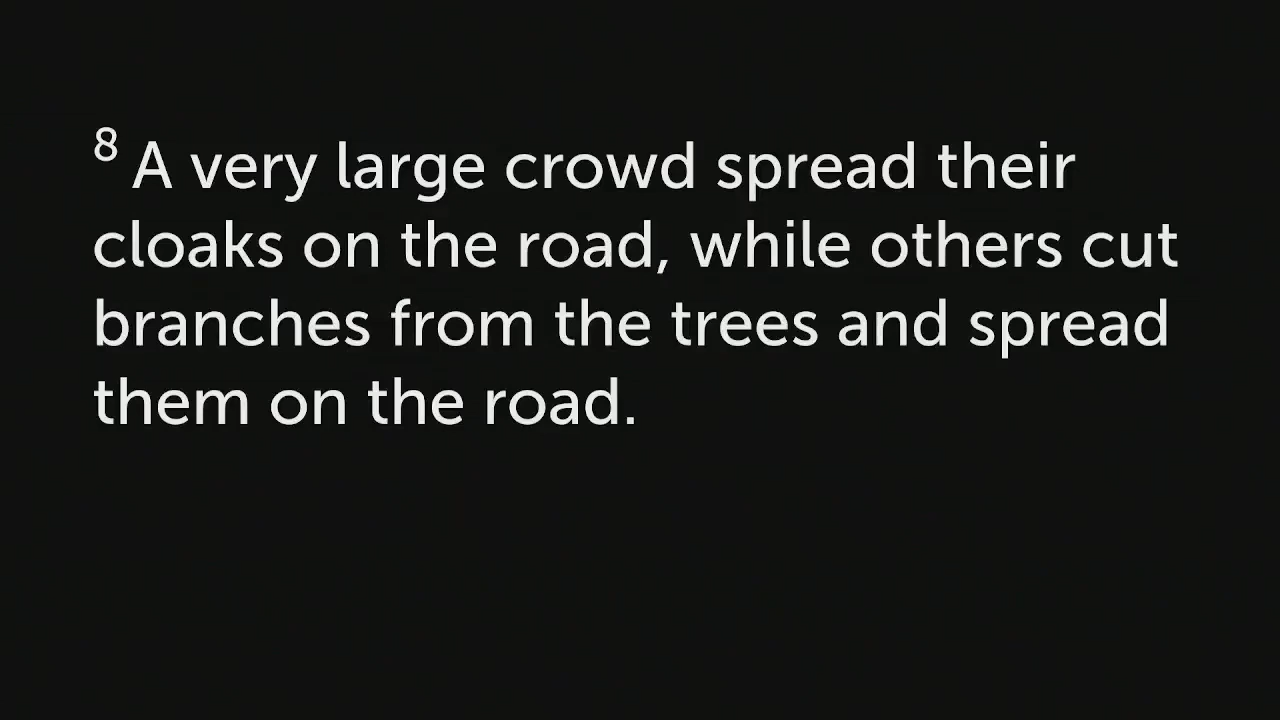 8 A very large crowd spread their
cloaks on the road, while others cut
branches from the trees and spread
them on the road.